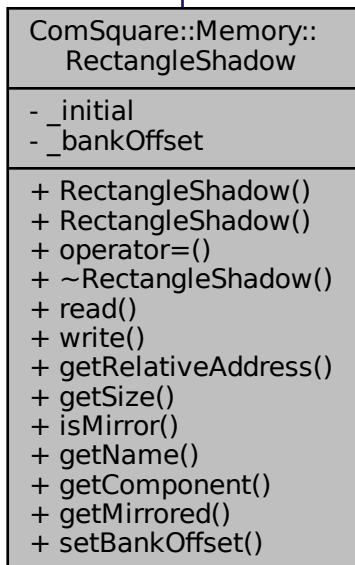 ComSquare::Memory::
RectangleShadow
- _initial
- _bankOffset
+ RectangleShadow()
+ RectangleShadow()
+ operator=()
+ ~RectangleShadow()
+ read()
+ write()
+ getRelativeAddress()
+ getSize()
+ isMirror()
+ getName()
+ getComponent()
+ getMirrored()
+ setBankOffset()